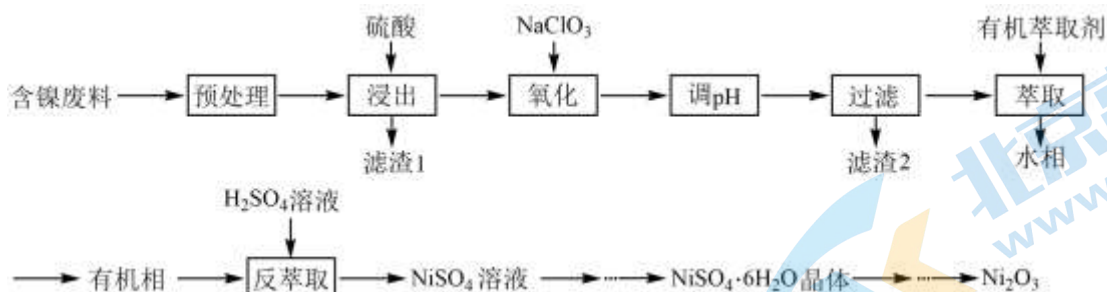 硫酸 NaClO₃ 有机萃取剂
含镍废料 预处理 浸出 氧化 调pH 过滤 萃取
滤渣1 滤渣2 水相
H₂SO₄溶液
有机相 反萃取 NiSO₄溶液 ··· NiSO₄·6H₂O晶体 ··· Ni₂O₃
北京
www